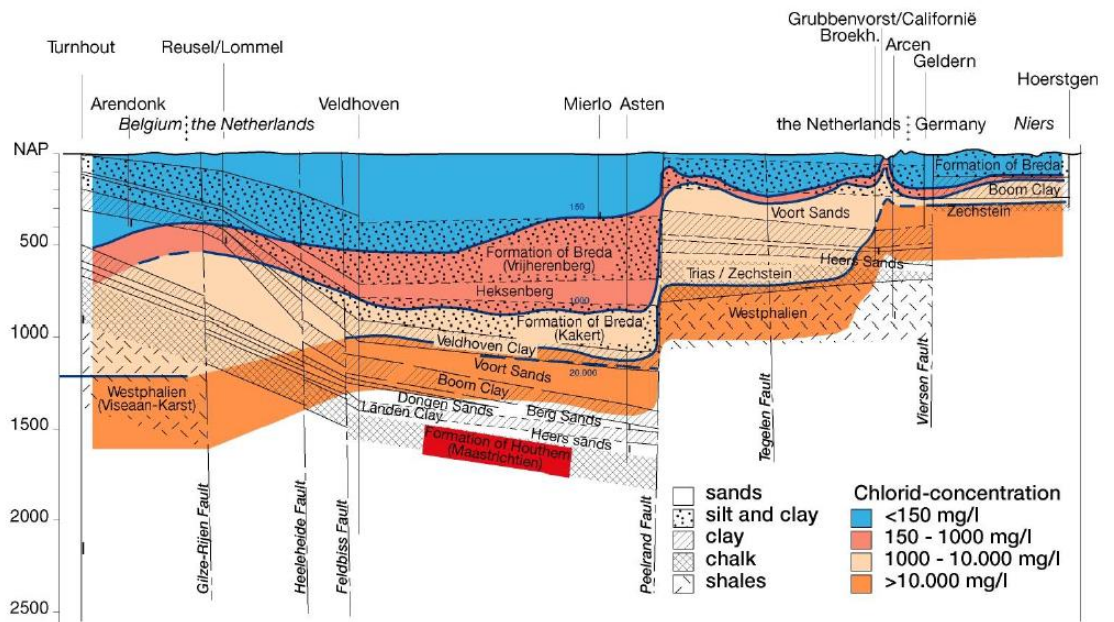 Grubbenvorst/Californië
Turnhout
Reusel/Lommel
Broekh.
Arcen
Geldern
Hoerstgen
Arendonk
Veldhoven
Mierlo
Asten
Belgium
the Netherlands
the Netherlands
Germany
Niers
NAP
Formation of Breda
Boom Clay
150
Voort Sands
Zechstein
500
Formation of Breda
(Vrijherenberg)
Heers Sands
Trias / Zechstein
Heksenberg
1000
Westphalien
Formation of Breda
(Kakert)
1000
Veldhoven Clay
Voort Sands
20.000
Boom Clay
Westphalien
(Viseaan-Karst)
Dongen Sands
Berg Sands
Landen Clay
Heers sands
1500
Formation of Houthem
(Maastrichtien)
Gilze-Rijen Fault
Heeleheide Fault
Feldbiss Fault
Peelrand Fault
Tegelen Fault
Viersen Fault
2000
2500
sands
silt and clay
clay
chalk
shales
Chlorid-concentration
<150 mg/l
150 - 1000 mg/l
1000 - 10.000 mg/l
>10.000 mg/l